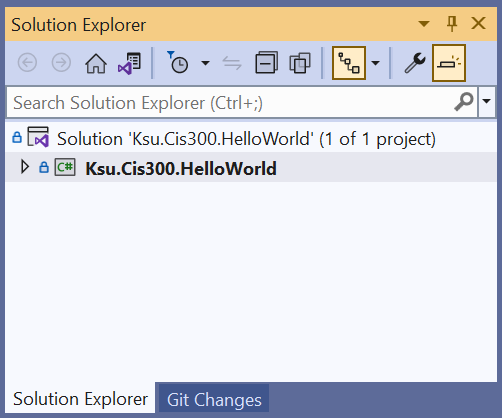 Solution Explorer
Search Solution Explorer (Ctrl+;)
Solution 'Ksu.Cis300.HelloWorld' (1 of 1 project)
C# Ksu.Cis300.HelloWorld
Solution Explorer Git Changes